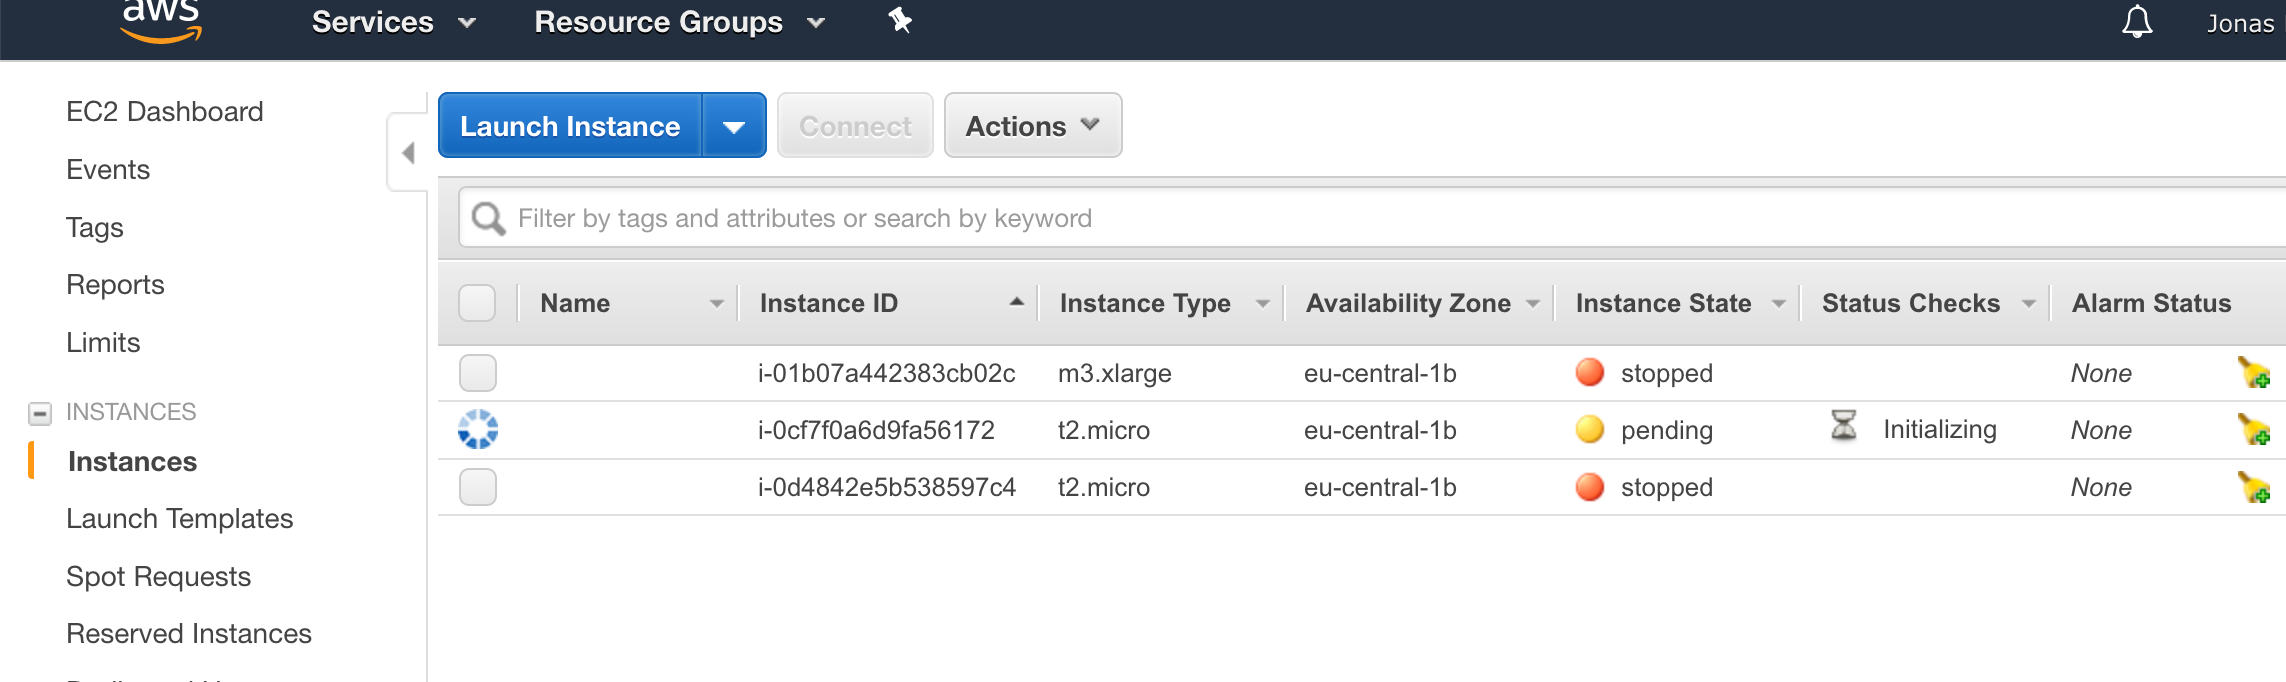 aws Services Resource Groups Jonas
EC2 Dashboard
Events
Tags
Reports
Limits
INSTANCES
Instances
Launch Templates
Spot Requests
Reserved Instances
Launch Instance Connect Actions
Filter by tags and attributes or search by keyword
Name Instance ID Instance Type Availability Zone Instance State Status Checks Alarm Status
i-01b07a442383cb02c m3.xlarge eu-central-1b stopped None
i-0cf7f0a6d9fa56172 t2.micro eu-central-1b pending Initializing None
i-0d4842e5b538597c4 t2.micro eu-central-1b stopped None